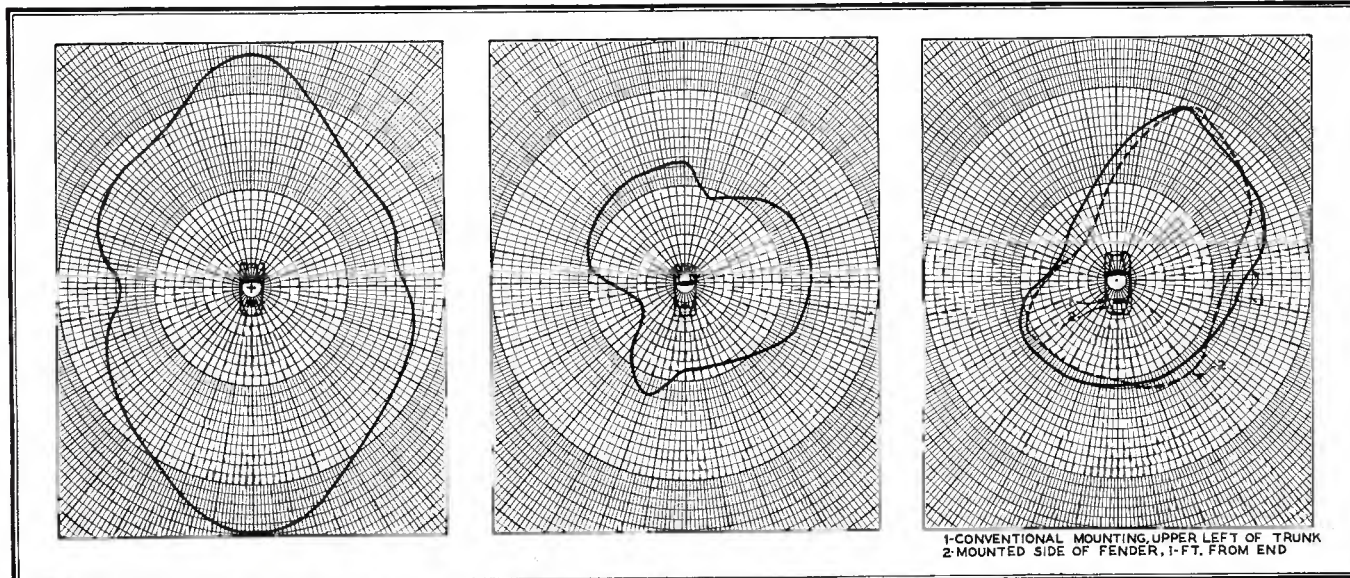 1-CONVENTIONAL MOUNTING, UPPER LEFT OF TRUNK
2-MOUNTED SIDE OF FENDER, 1-FT. FROM END